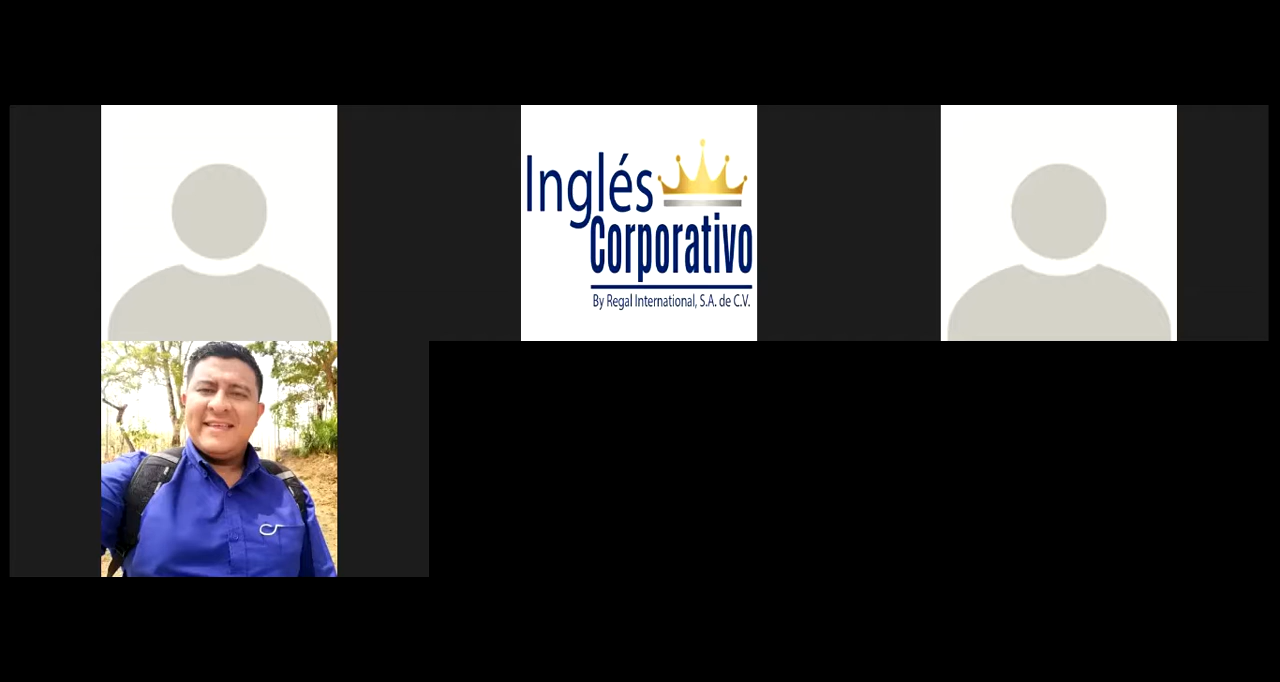 Inglés
Corporativo
By Regal International, S.A. de C.V.